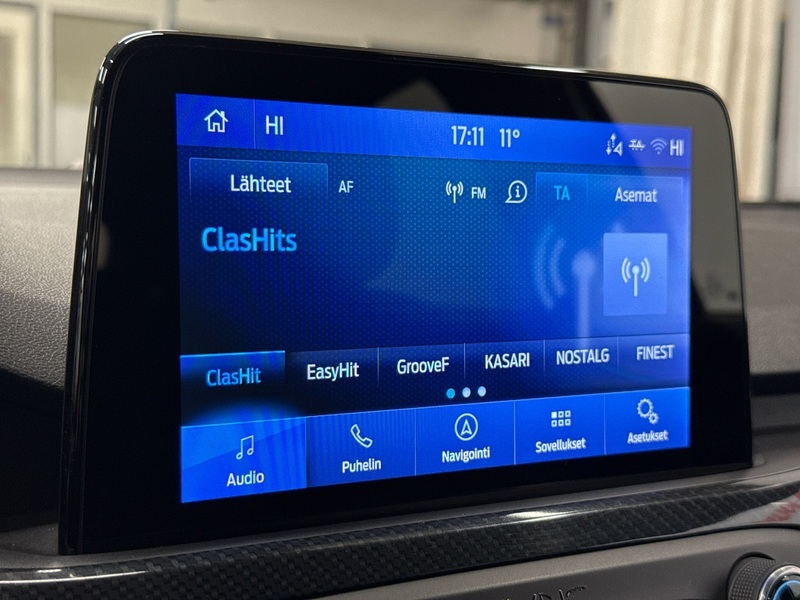 HI 17:11 11° HI
Lähteet AF FM TA Asemat
ClasHits
ClasHit EasyHit GrooveF KASARI NOSTALG FINEST
Audio Puhelin Navigointi Sovellukset Asetukset